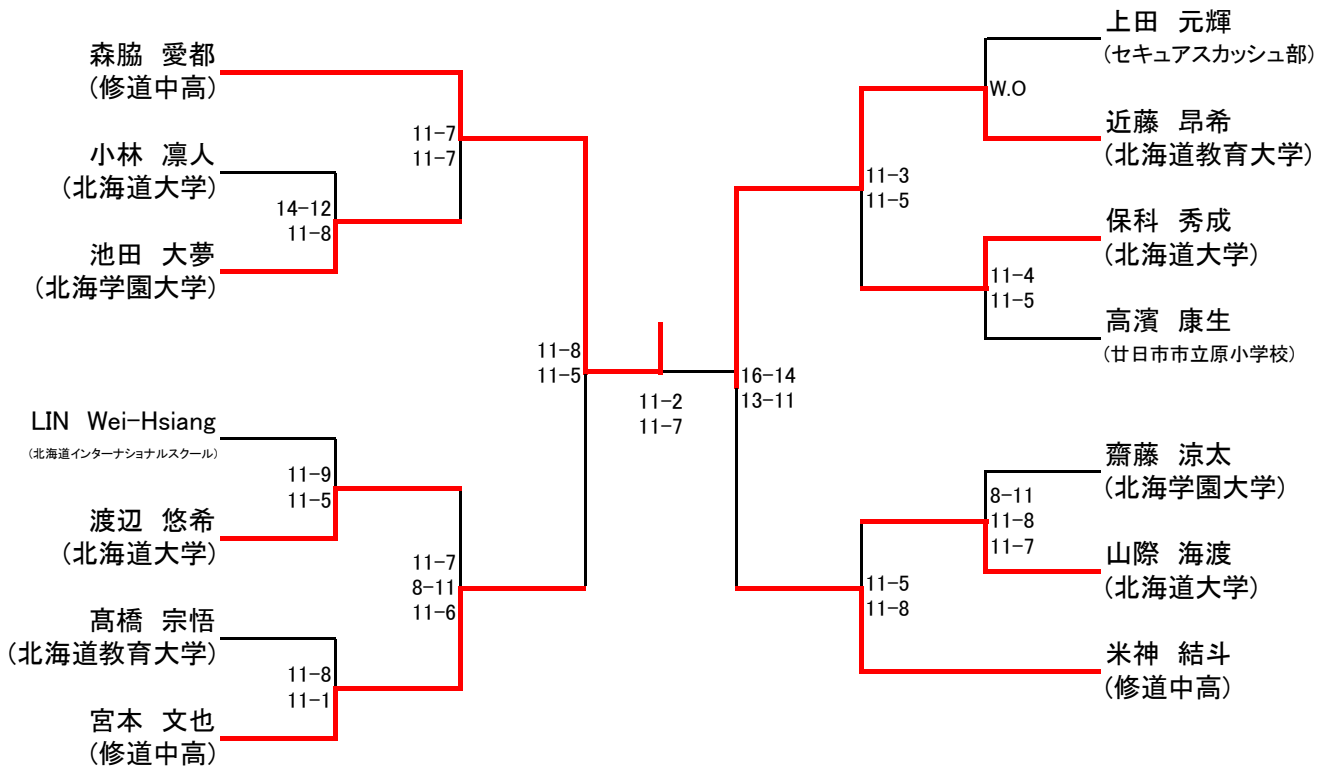 森脇 愛都
(修道中高)
11-7
11-7
小林 凛人
(北海道大学)
14-12
11-8
池田 大夢
(北海学園大学)
11-8
11-5
LIN Wei-Hsiang
(北海道インターナショナルスクール)
11-9
11-5
渡辺 悠希
(北海道大学)
11-7
8-11
11-6
髙橋 宗悟
(北海道教育大学)
11-8
11-1
宮本 文也
(修道中高)
11-2
11-7
上田 元輝
(セキュアスカッシュ部)
W.O
近藤 昂希
(北海道教育大学)
11-3
11-5
保科 秀成
(北海道大学)
11-4
11-5
高濱 康生
(廿日市市立原小学校)
16-14
13-11
齋藤 涼太
(北海学園大学)
8-11
11-8
11-7
山際 海渡
(北海道大学)
11-5
11-8
米神 結斗
(修道中高)